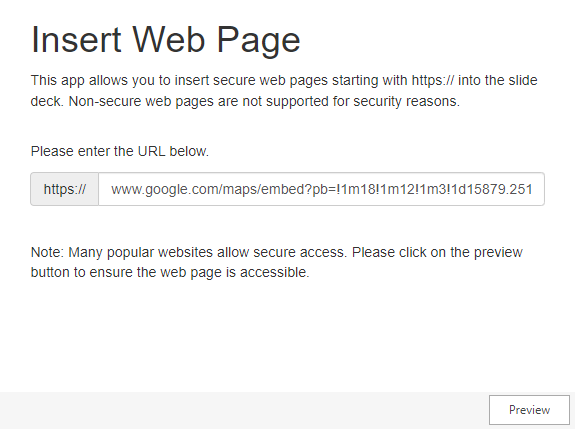 Insert Web Page
This app allows you to insert secure web pages starting with https:// into the slide
deck. Non-secure web pages are not supported for security reasons.
Please enter the URL below.
https:// www.google.com/maps/embed?pb=!1m18!1m12!1m3!1d15879.251
Note: Many popular websites allow secure access. Please click on the preview
button to ensure the web page is accessible.
Preview